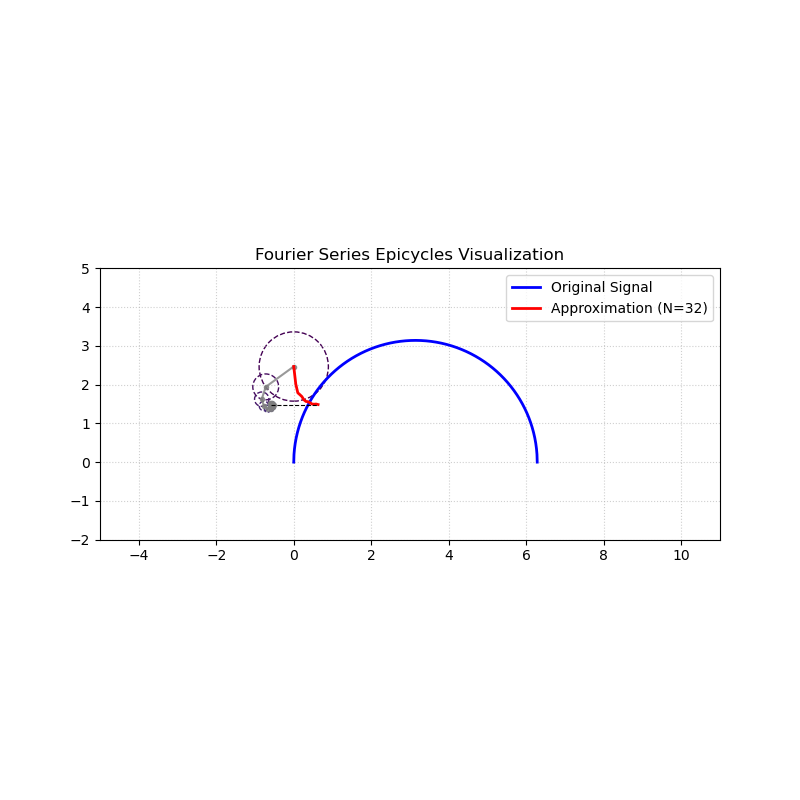 Fourier Series Epicycles Visualization
Original Signal
Approximation (N=32)
5
4
3
2
1
0
−1
−2
−4 −2 0 2 4 6 8 10